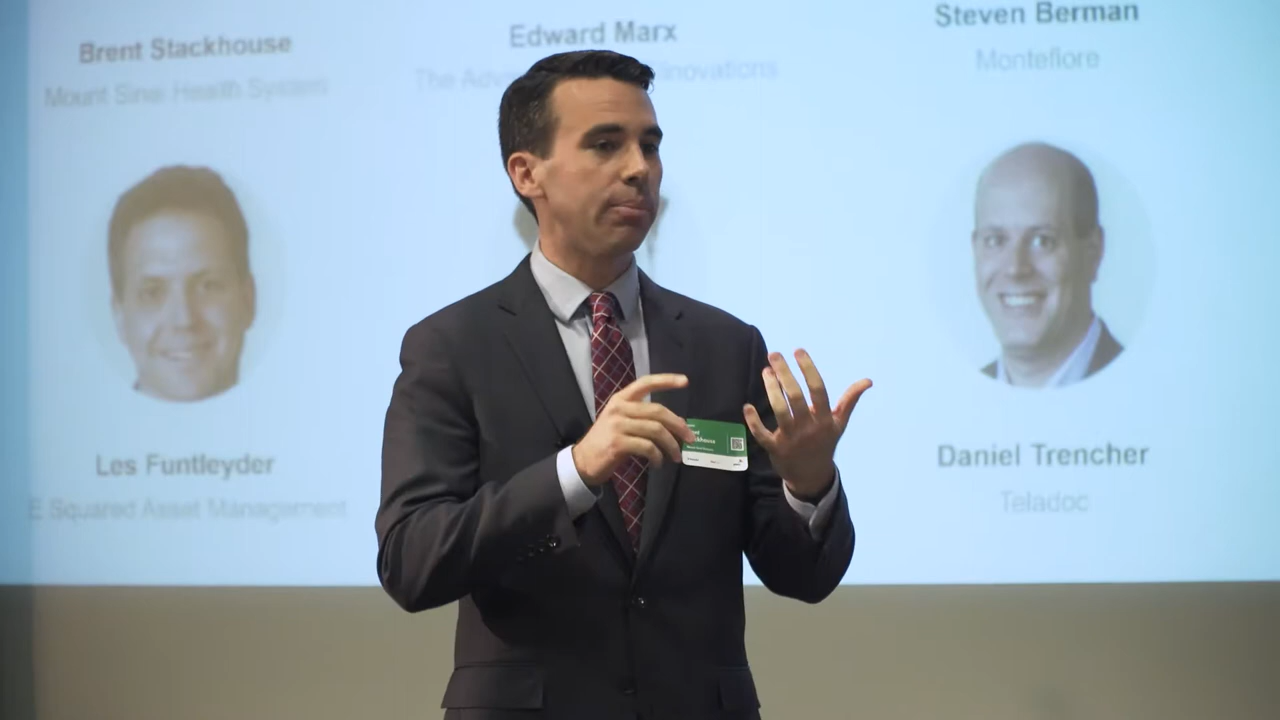 Brent Stackhouse
Edward Marx
Steven Berman
Mount Sinai Health System
The
Montefiore
Les Funtleyder
Daniel Trencher
E Squared Asset Management
Teladoc